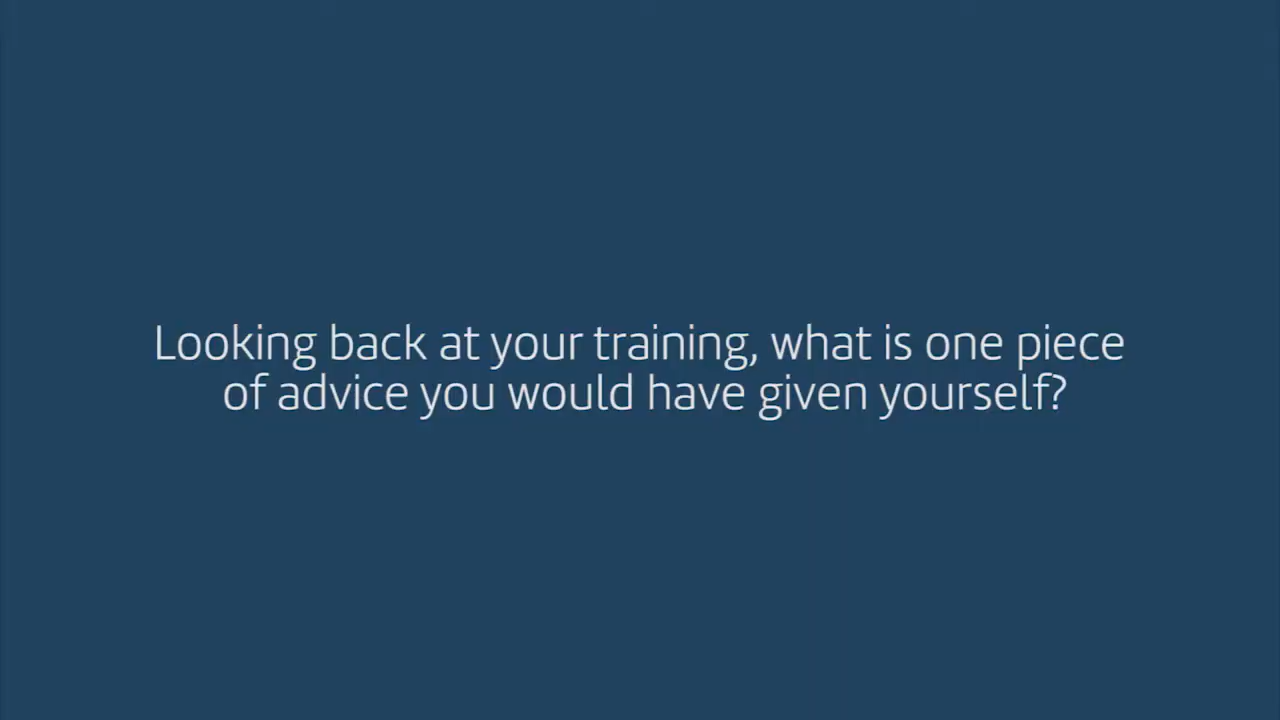 Looking back at your training, what is one piece
of advice you would have given yourself?